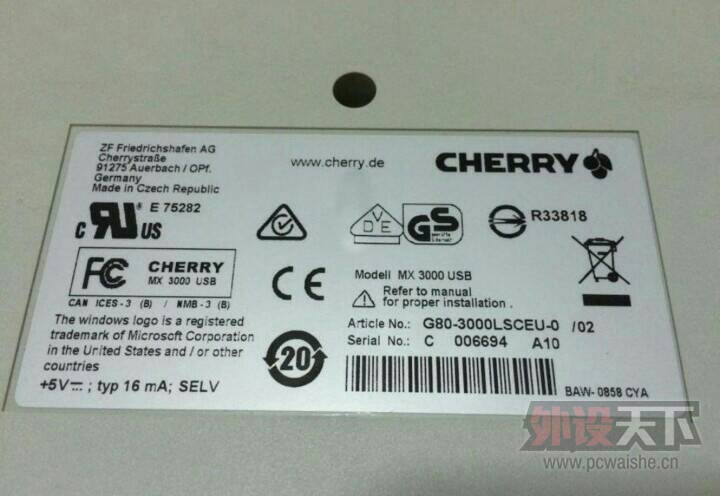 ZF Friedrichshafen AG
Cherrystraße
91275 Auerbach / OPf.
Germany
Made in Czech Republic
www.cherry.de
CHERRY
E 75282
C US
VDE
GS
R33818
FC
CHERRY
MX 3000 USB
CAN ICES-3 (B) / NMB-3 (B)
CE
Modell MX 3000 USB
Refer to manual
for proper installation .
The windows logo is a registered
trademark of Microsoft Corporation
in the United States and / or other
countries
+5V⎓ ; typ 16 mA; SELV
20
Article No.: G80-3000LSCEU-0 /02
Serial No.: C 006694 A10
BAW- 0858 CYA
外设天下
www.pcwaishe.cn